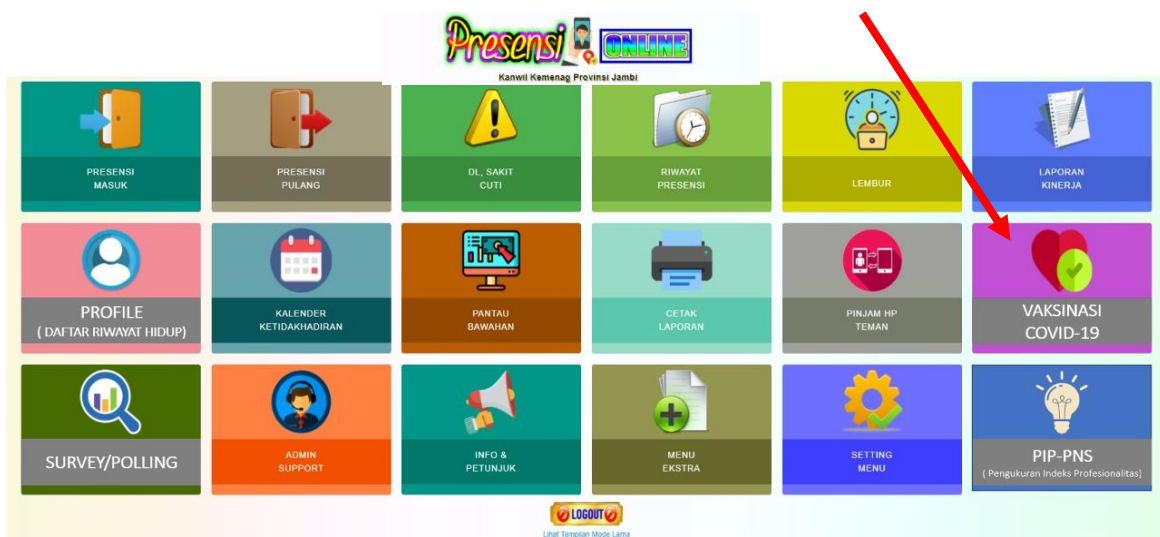 Presensi ONLINE
Kanwil Kemenag Provinsi Jambi
PRESENSI
MASUK
PRESENSI
PULANG
DL, SAKIT
CUTI
RIWAYAT
PRESENSI
LEMBUR
LAPORAN
KINERJA
PROFILE
( DAFTAR RIWAYAT HIDUP)
KALENDER
KETIDAKHADIRAN
PANTAU
BAWAHAN
CETAK
LAPORAN
PINJAM HP
TEMAN
VAKSINASI
COVID-19
SURVEY/POLLING
ADMIN
SUPPORT
INFO &
PETUNJUK
MENU
EKSTRA
SETTING
MENU
PIP-PNS
( Pengukuran Indeks Profesionalitas)
LOGOUT
Lihat Tampilan Mode Lama